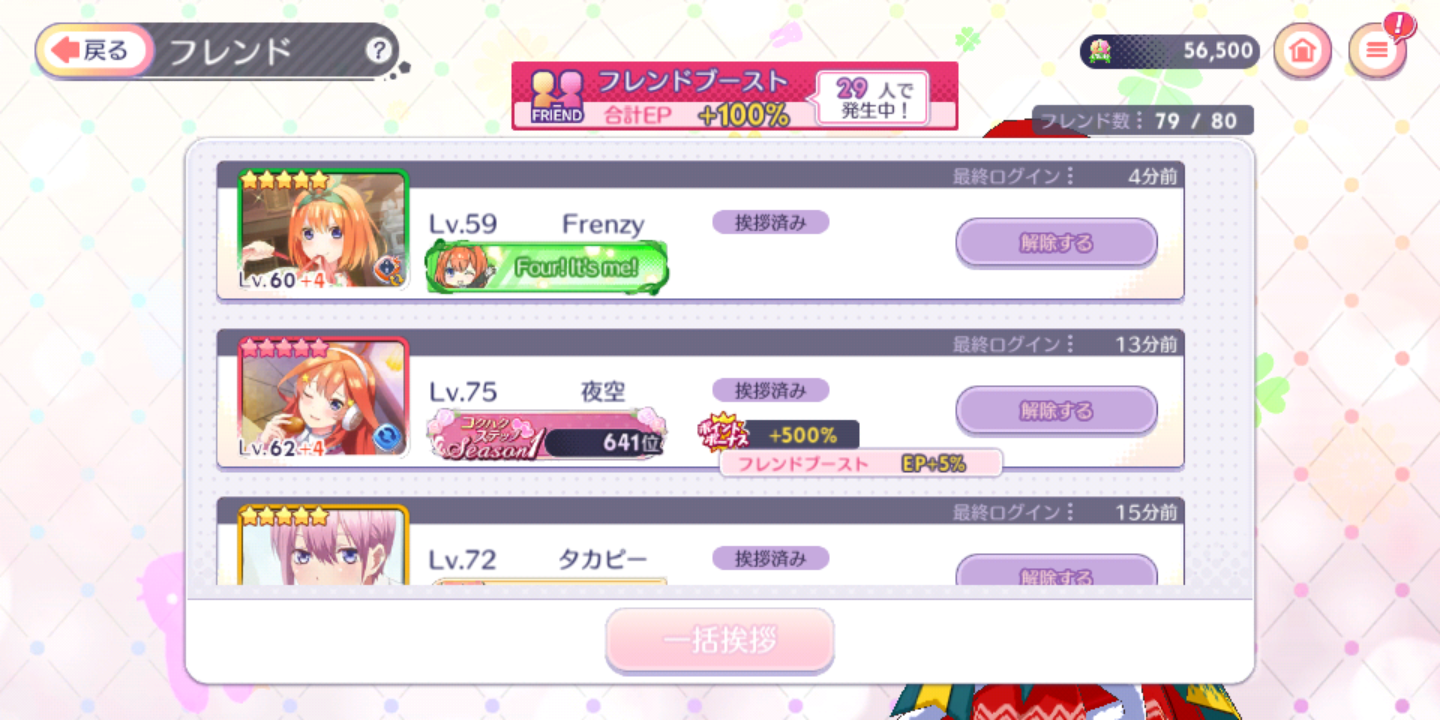 戻る
フレンド
?
FRIEND
フレンドブースト
合計EP +100%
29 人で
発生中！
56,500
!
フレンド数： 79 / 80
最終ログイン： 4分前
Lv.60+4
Lv.59 Frenzy
挨拶済み
Four! It's me!
解除する
最終ログイン： 13分前
Lv.62+4
Lv.75 夜空
挨拶済み
コクハク
ステップ
Season1
641位
ポイント
ボーナス
+500%
フレンドブースト EP+5%
解除する
最終ログイン： 15分前
Lv.72 タカピー
挨拶済み
解除する
一括挨拶